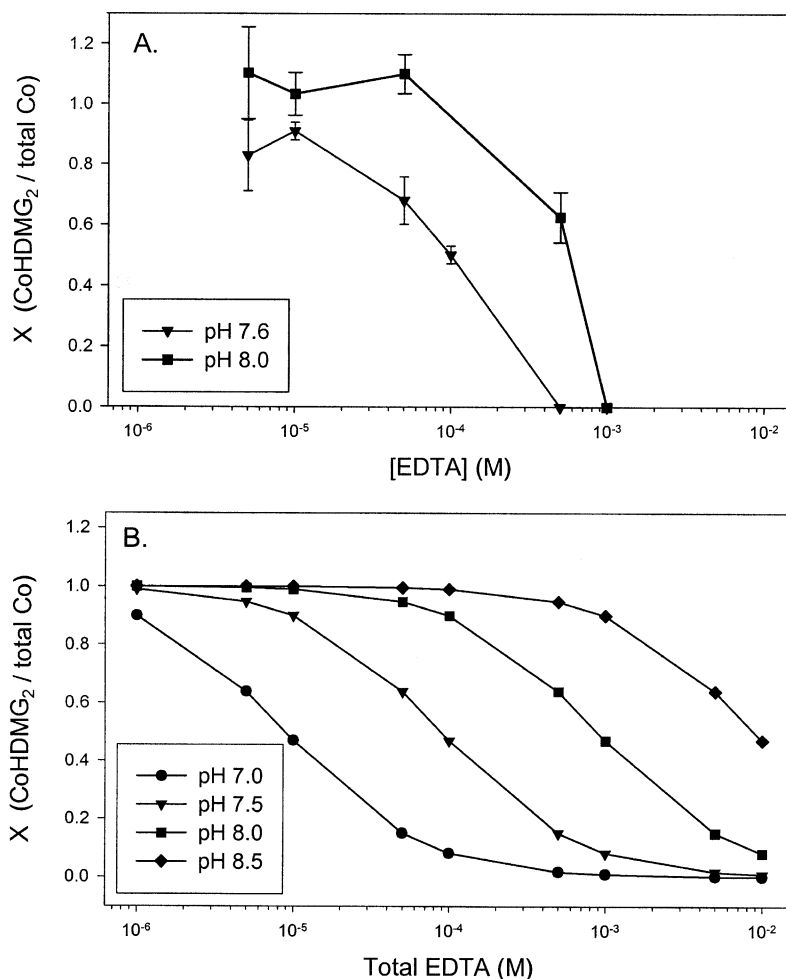 A.
X (CoHDMG₂ / total Co)
1.2
1.0
0.8
0.6
0.4
0.2
0.0
pH 7.6
pH 8.0
10⁻⁶
10⁻⁵
10⁻⁴
10⁻³
10⁻²
[EDTA] (M)
B.
X (CoHDMG₂ / total Co)
1.2
1.0
0.8
0.6
0.4
0.2
0.0
pH 7.0
pH 7.5
pH 8.0
pH 8.5
10⁻⁶
10⁻⁵
10⁻⁴
10⁻³
10⁻²
Total EDTA (M)